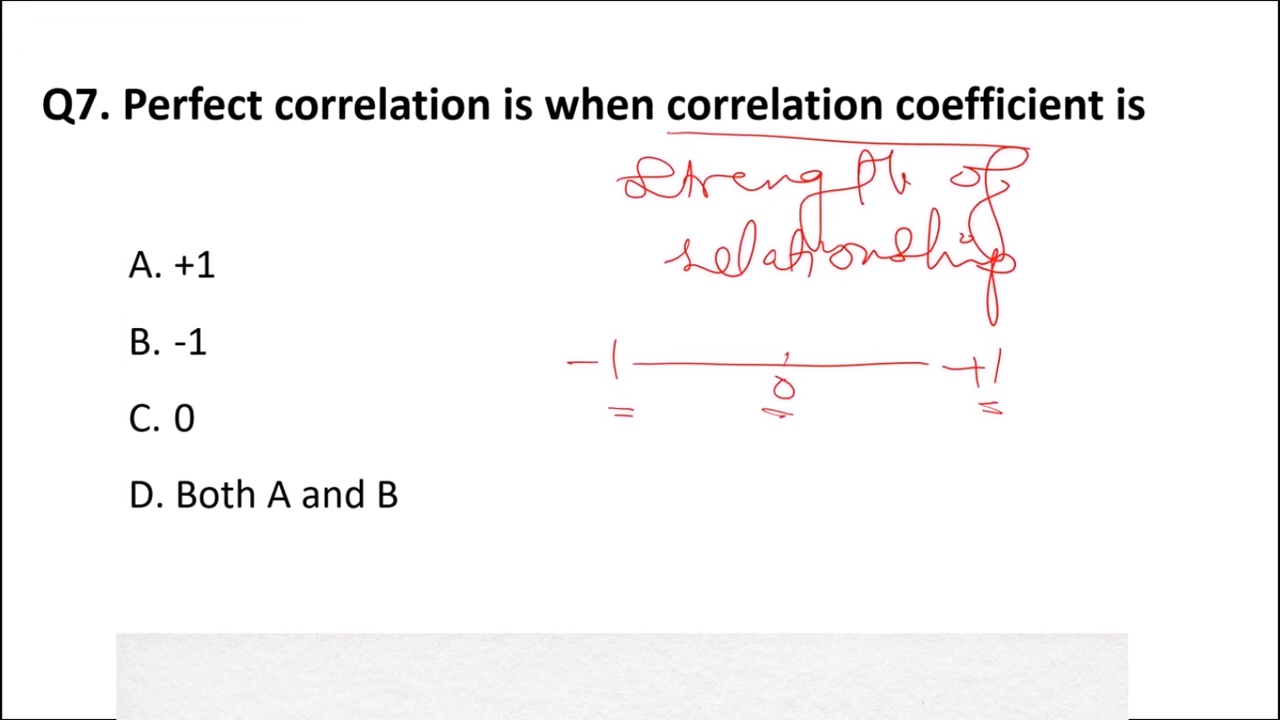 Q7. Perfect correlation is when correlation coefficient is
strength of
relationship
A. +1
B. -1
C. 0
D. Both A and B
-1
0
+1